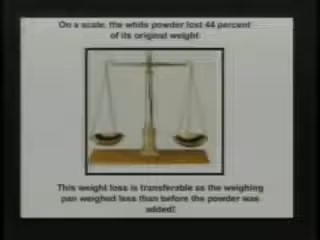 On a scale, the white powder lost 44 percent
of its original weight
This weight loss is transferable as the weighing
pan weighed less than before the powder was
added!